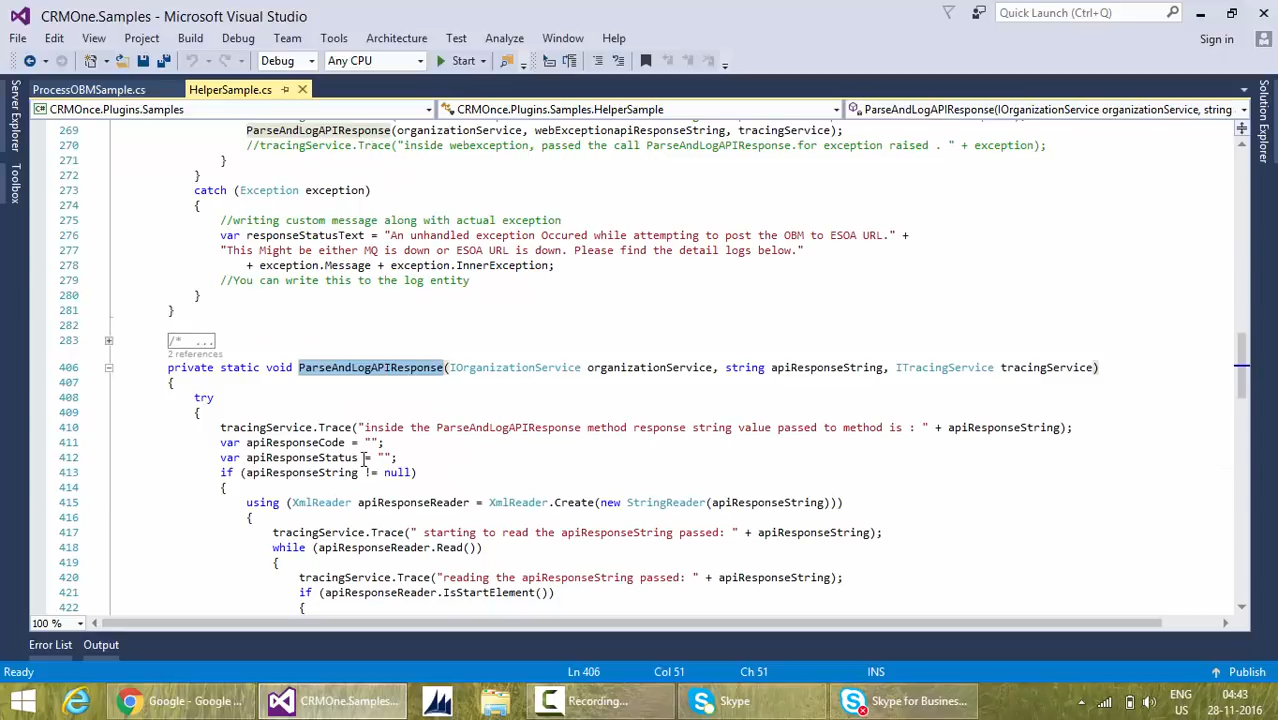 CRMOne.Samples - Microsoft Visual Studio
Quick Launch (Ctrl+Q)
File Edit View Project Build Debug Team Tools Architecture Test Analyze Window Help
Sign in
Debug Any CPU Start
ProcessOBMSample.cs HelperSample.cs
CRMOnce.Plugins.Samples CRMOnce.Plugins.Samples.HelperSample ParseAndLogAPIResponse(IOrganizationService organizationService, string
Server Explorer
Toolbox
Solution Explorer
269 ParseAndLogAPIResponse(organizationService, webExceptionapiResponseString, tracingService);
270 //tracingService.Trace("inside webexception, passed the call ParseAndLogAPIResponse.for exception raised . " + exception);
271 }
272 }
273 catch (Exception exception)
274 {
275 //writing custom message along with actual exception
276 var responseStatusText = "An unhandled exception Occured while attempting to post the OBM to ESOA URL." +
277 "This Might be either MQ is down or ESOA URL is down. Please find the detail logs below."
278 + exception.Message + exception.InnerException;
279 //You can write this to the log entity
280 }
281 }
282
283 /* ...
2 references
406 private static void ParseAndLogAPIResponse(IOrganizationService organizationService, string apiResponseString, ITracingService tracingService)
407 {
408 try
409 {
410 tracingService.Trace("inside the ParseAndLogAPIResponse method response string value passed to method is : " + apiResponseString);
411 var apiResponseCode = "";
412 var apiResponseStatus = "";
413 if (apiResponseString != null)
414 {
415 using (XmlReader apiResponseReader = XmlReader.Create(new StringReader(apiResponseString)))
416 {
417 tracingService.Trace(" starting to read the apiResponseString passed: " + apiResponseString);
418 while (apiResponseReader.Read())
419 {
420 tracingService.Trace("reading the apiResponseString passed: " + apiResponseString);
421 if (apiResponseReader.IsStartElement())
422 {
100 %
Error List Output
Ready Ln 406 Col 51 Ch 51 INS Publish
Google - Google ... CRMOne.Samples... Recording... Skype Skype for Busines...
ENG 04:43
US 28-11-2016